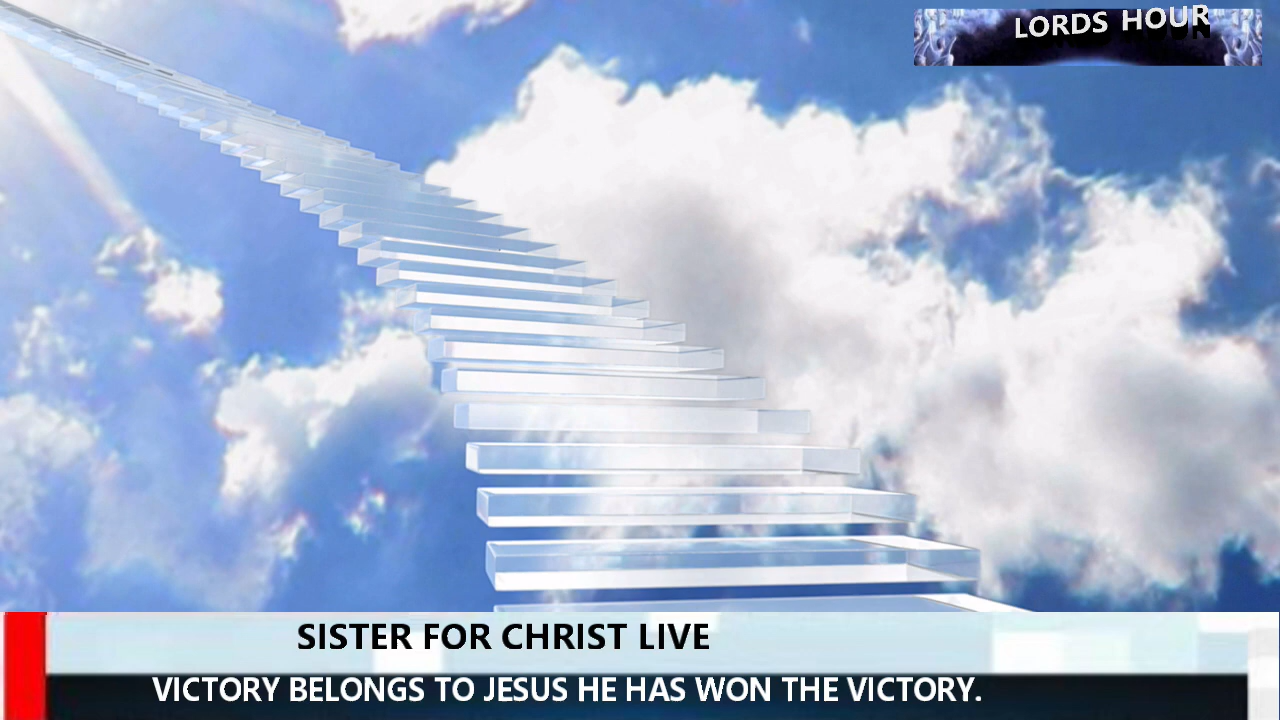 LORDS HOUR
SISTER FOR CHRIST LIVE
VICTORY BELONGS TO JESUS HE HAS WON THE VICTORY.